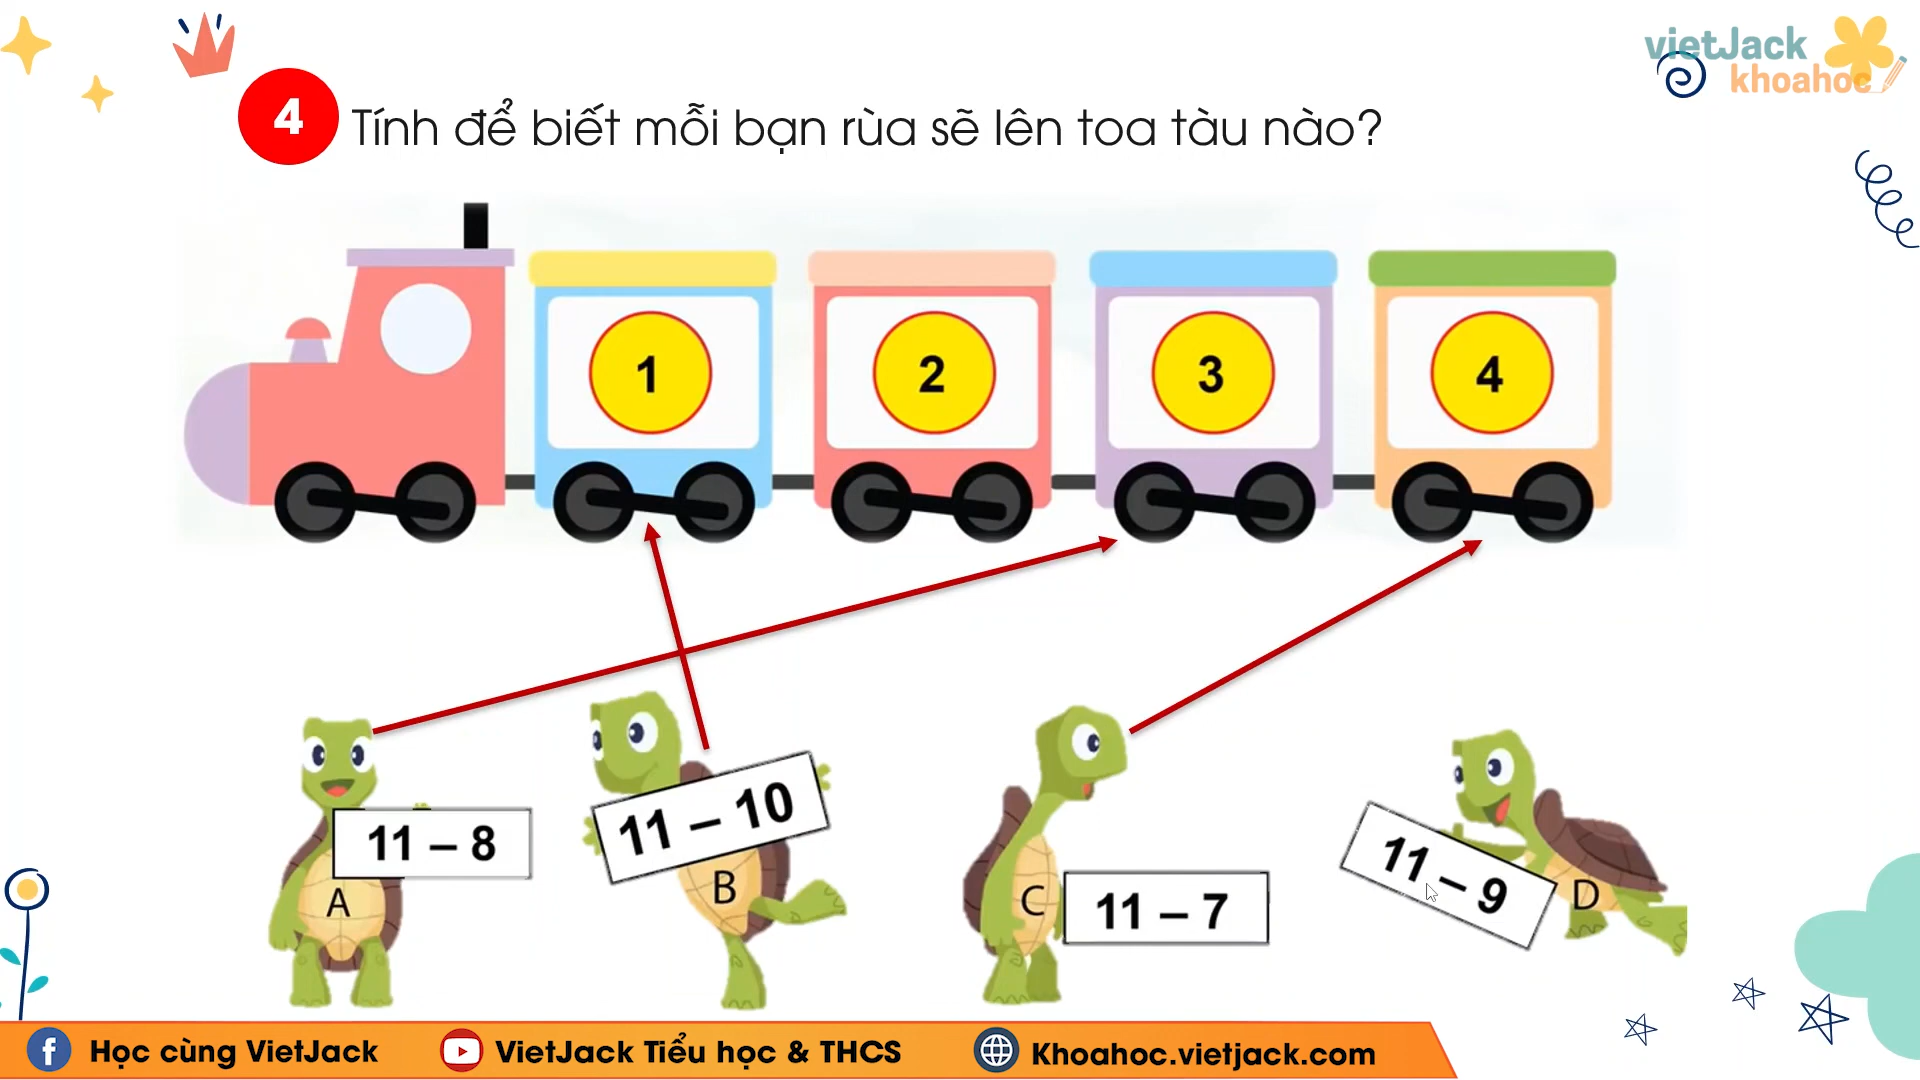 vietJack
khoahoc
4 Tính để biết mỗi bạn rùa sẽ lên toa tàu nào?
1 2 3 4
11 – 8
11 – 10
11 – 7
11 – 9
A B C D
Học cùng VietJack
VietJack Tiểu học & THCS
Khoahoc.vietjack.com